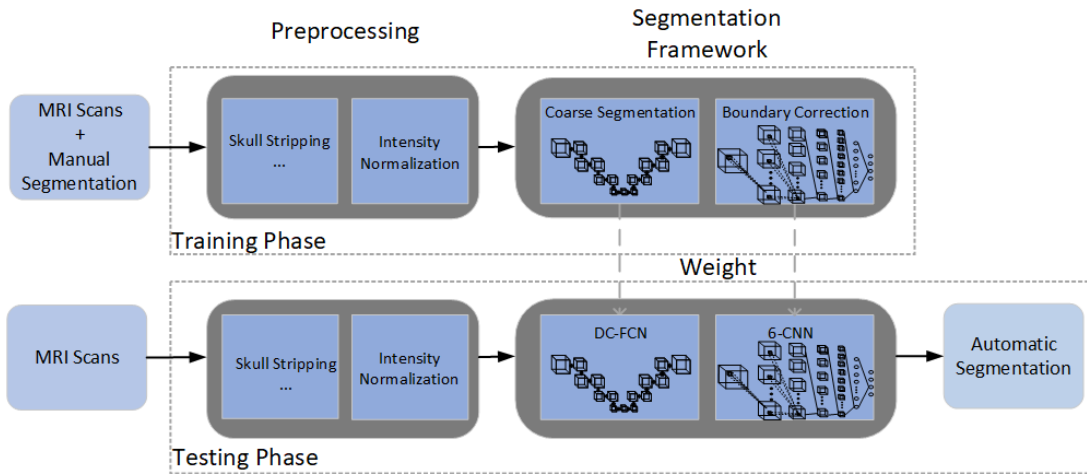 Preprocessing
Segmentation
Framework
MRI Scans
+
Manual
Segmentation
Skull Stripping
...
Intensity
Normalization
Coarse Segmentation
Boundary Correction
Training Phase
Weight
MRI Scans
Skull Stripping
...
Intensity
Normalization
DC-FCN
6-CNN
Automatic
Segmentation
Testing Phase